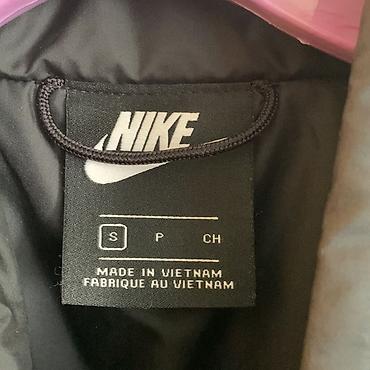 NIKE
S P CH
MADE IN VIETNAM
FABRIQUE AU VIETNAM